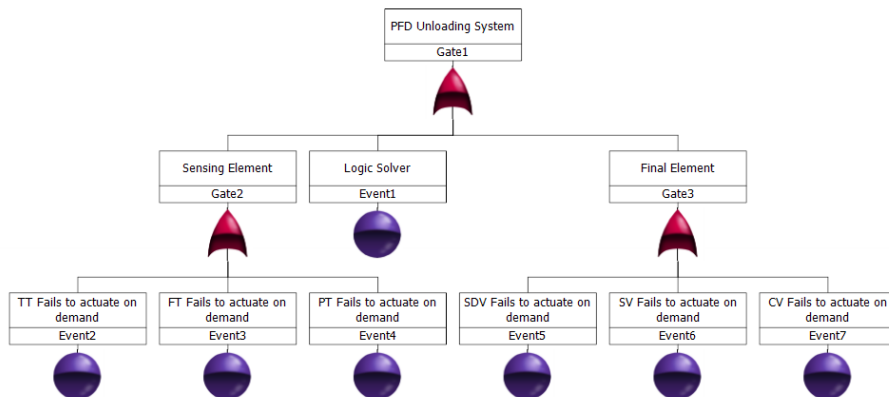 PFD Unloading System
Gate1
Sensing Element
Gate2
Logic Solver
Event1
Final Element
Gate3
TT Fails to actuate on
demand
Event2
FT Fails to actuate on
demand
Event3
PT Fails to actuate on
demand
Event4
SDV Fails to actuate on
demand
Event5
SV Fails to actuate on
demand
Event6
CV Fails to actuate on
demand
Event7